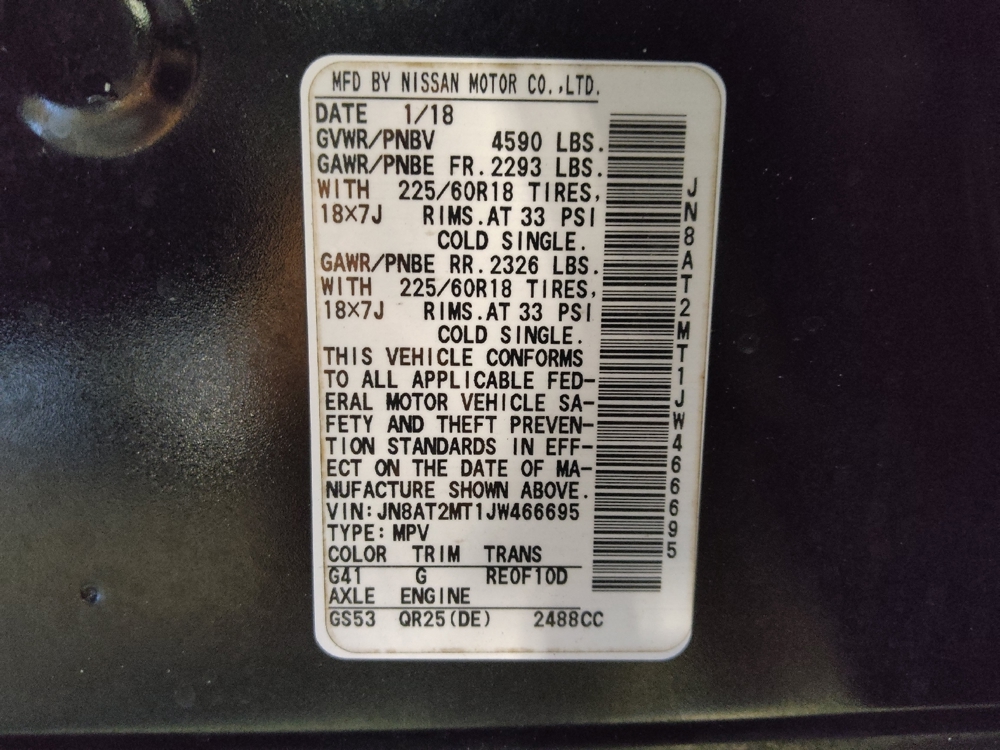 MFD BY NISSAN MOTOR CO.,LTD.
DATE 1/18
GVWR/PNBV 4590 LBS.
GAWR/PNBE FR.2293 LBS.
WITH 225/60R18 TIRES,
18×7J RIMS.AT 33 PSI
COLD SINGLE.
GAWR/PNBE RR.2326 LBS.
WITH 225/60R18 TIRES,
18×7J RIMS.AT 33 PSI
COLD SINGLE.
THIS VEHICLE CONFORMS
TO ALL APPLICABLE FED-
ERAL MOTOR VEHICLE SA-
FETY AND THEFT PREVEN-
TION STANDARDS IN EFF-
ECT ON THE DATE OF MA-
NUFACTURE SHOWN ABOVE.
VIN:JN8AT2MT1JW466695
TYPE:MPV
COLOR TRIM TRANS
G41 G RE0F10D
AXLE ENGINE
GS53 QR25(DE) 2488CC
JN8AT2MT1JW466695